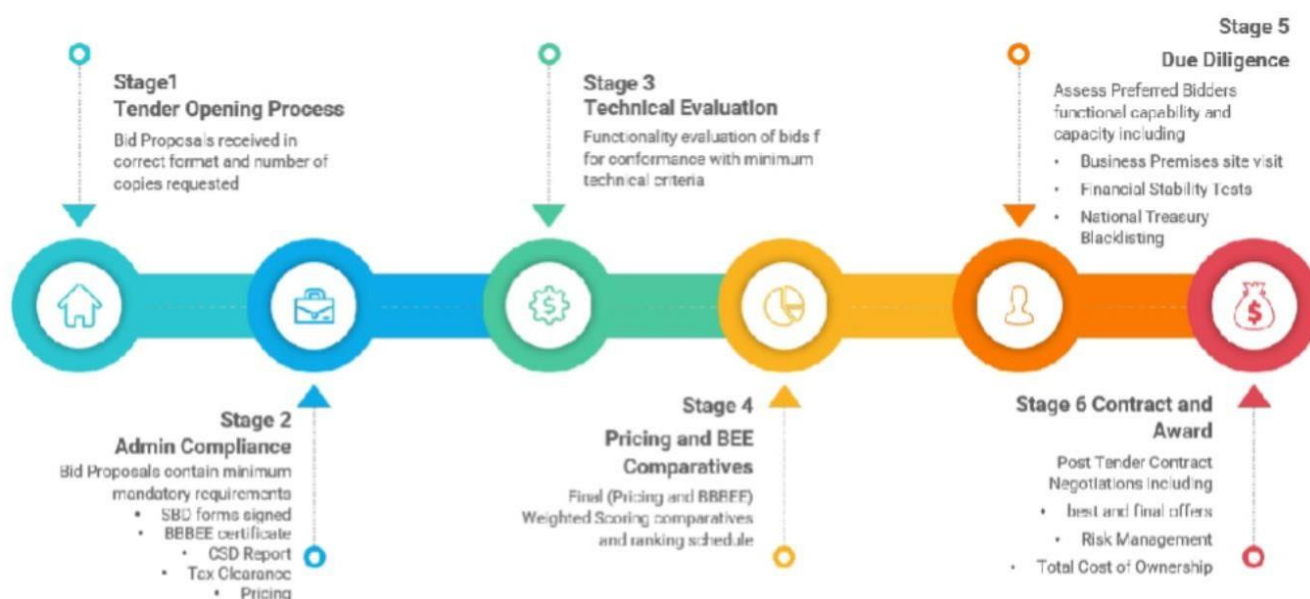 Stage1
Tender Opening Process
Bid Proposals received in
correct format and number of
copies requested
Stage 2
Admin Compliance
Bid Proposals contain minimum
mandatory requirements
• SBD forms signed
• BBBEE certificate
• CSD Report
• Tax Clearance
• Pricing
Stage 3
Technical Evaluation
Functionality evaluation of bids f
for conformance with minimum
technical criteria
Stage 4
Pricing and BEE
Comparatives
Final (Pricing and BBBEE)
Weighted Scoring comparatives
and ranking schedule
Stage 5
Due Diligence
Assess Preferred Bidders
functional capability and
capacity including
• Business Premises site visit
• Financial Stability Tests
• National Treasury
Blacklisting
Stage 6 Contract and
Award
Post Tender Contract
Negotiations including
• best and final offers
• Risk Management
• Total Cost of Ownership